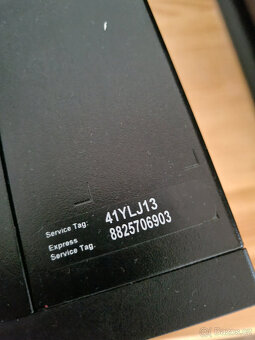 Service Tag: 41YLJ13
Express
Service Tag. 8825706903